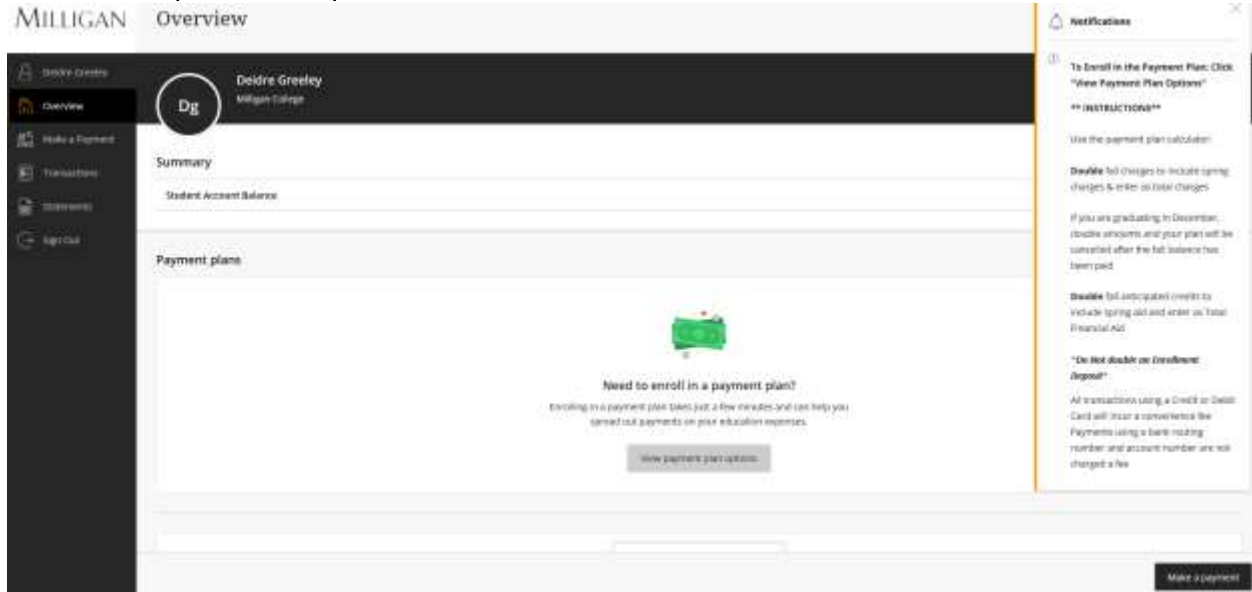 MILLIGAN
Overview
Deidre Greeley
Overview
Make a Payment
Transactions
Statements
Sign Out
Dg
Deidre Greeley
Milligan College
Summary
Student Account Balance
Payment plans
Need to enroll in a payment plan?
Enrolling in a payment plan takes just a few minutes and can help you
spread out payments on your education expenses.
View payment plan options
Make a payment
Notifications
To Enroll in the Payment Plan: Click
"View Payment Plan Options"
** INSTRUCTIONS**
Use the payment plan calculator:
Double fall charges to include spring
charges & enter as total charges
If you are graduating in December,
double amounts and your plan will be
cancelled after the fall balance has
been paid
Double fall anticipated credits to
include spring aid and enter as Total
Financial Aid
*Do Not double an Enrollment
Deposit*
All transactions using a Credit or Debit
Card will incur a convenience fee
Payments using a bank routing
number and account number are not
charged a fee